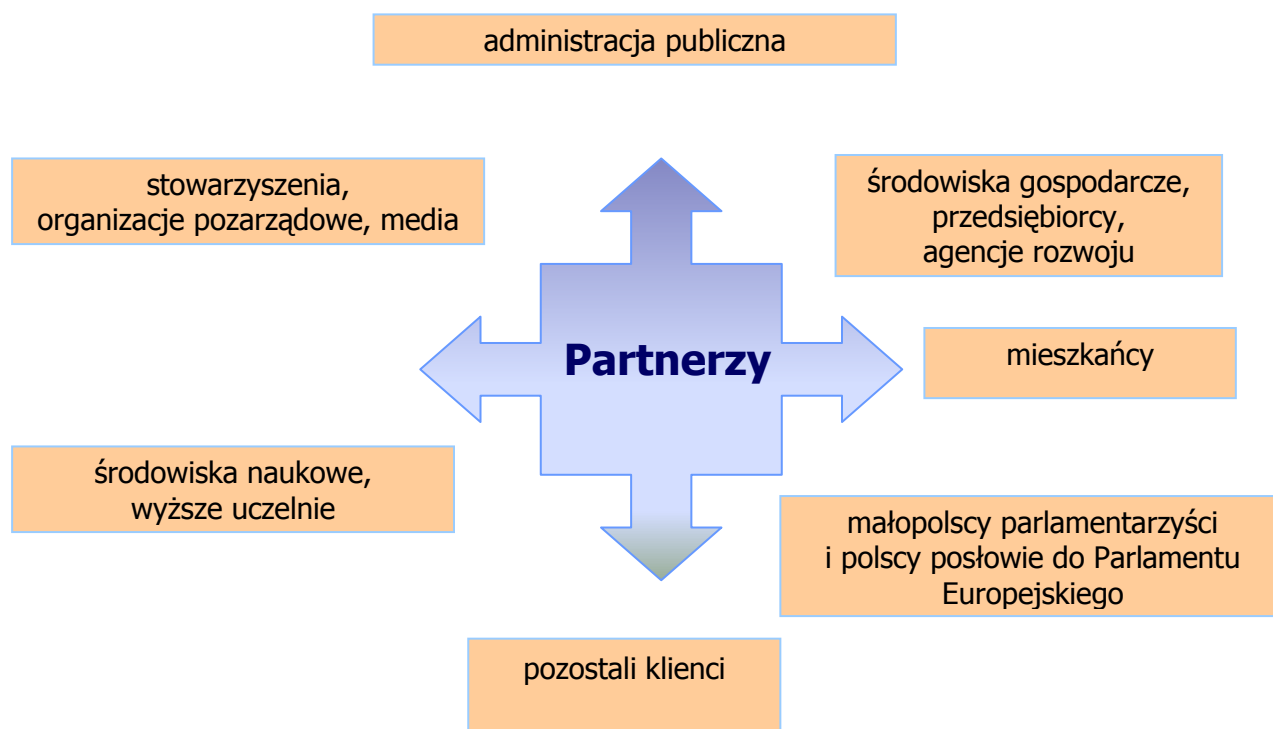 administracja publiczna
stowarzyszenia,
organizacje pozarządowe, media
środowiska gospodarcze,
przedsiębiorcy,
agencje rozwoju
Partnerzy
mieszkańcy
środowiska naukowe,
wyższe uczelnie
małopolscy parlamentarzyści
i polscy posłowie do Parlamentu
Europejskiego
pozostali klienci